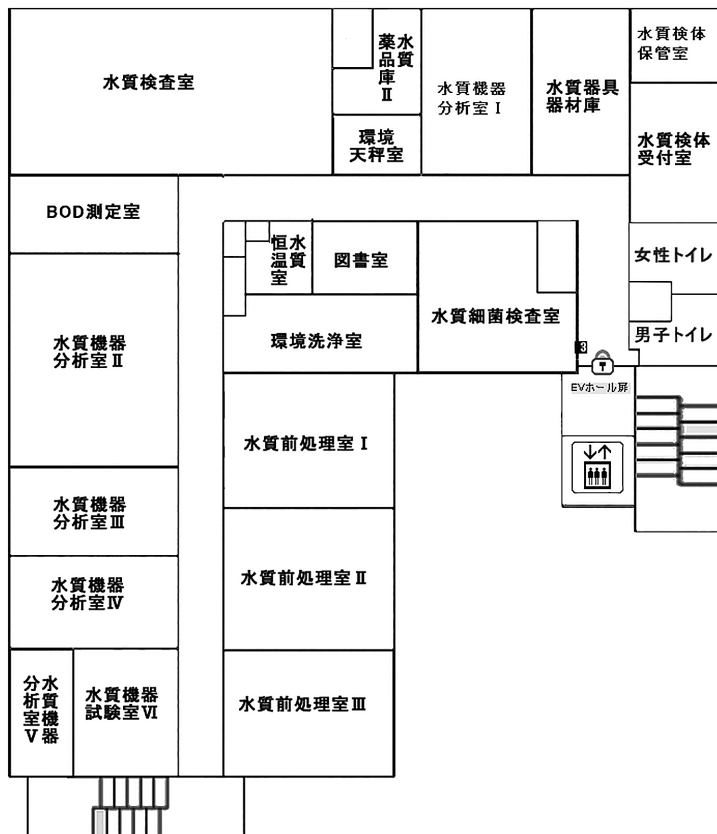 水質検査室
水質
薬品庫Ⅱ
環境
天秤室
水質機器
分析室Ⅰ
水質器具
器材庫
水質検体
保管室
水質検体
受付室
BOD測定室
水質
恒温室
図書室
環境洗浄室
水質細菌検査室
女性トイレ
男子トイレ
EVホール扉
水質機器
分析室Ⅱ
水質前処理室Ⅰ
水質機器
分析室Ⅲ
水質前処理室Ⅱ
水質機器
分析室Ⅳ
水質機器
分析室Ⅴ
水質機器
試験室Ⅵ
水質前処理室Ⅲ